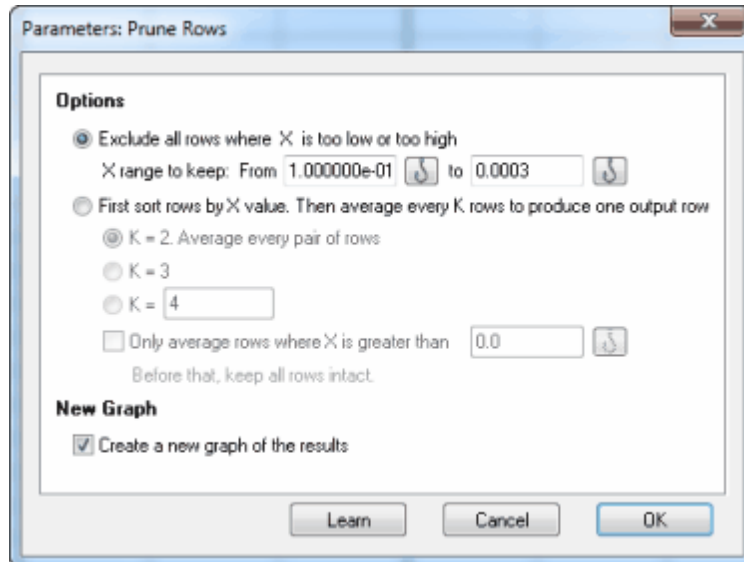 Parameters: Prune Rows
Options
Exclude all rows where X is too low or too high
X range to keep: From 1.000000e-01 to 0.0003
First sort rows by X value. Then average every K rows to produce one output row
K = 2. Average every pair of rows
K = 3
K = 4
Only average rows where X is greater than 0.0
Before that, keep all rows intact.
New Graph
Create a new graph of the results
Learn Cancel OK